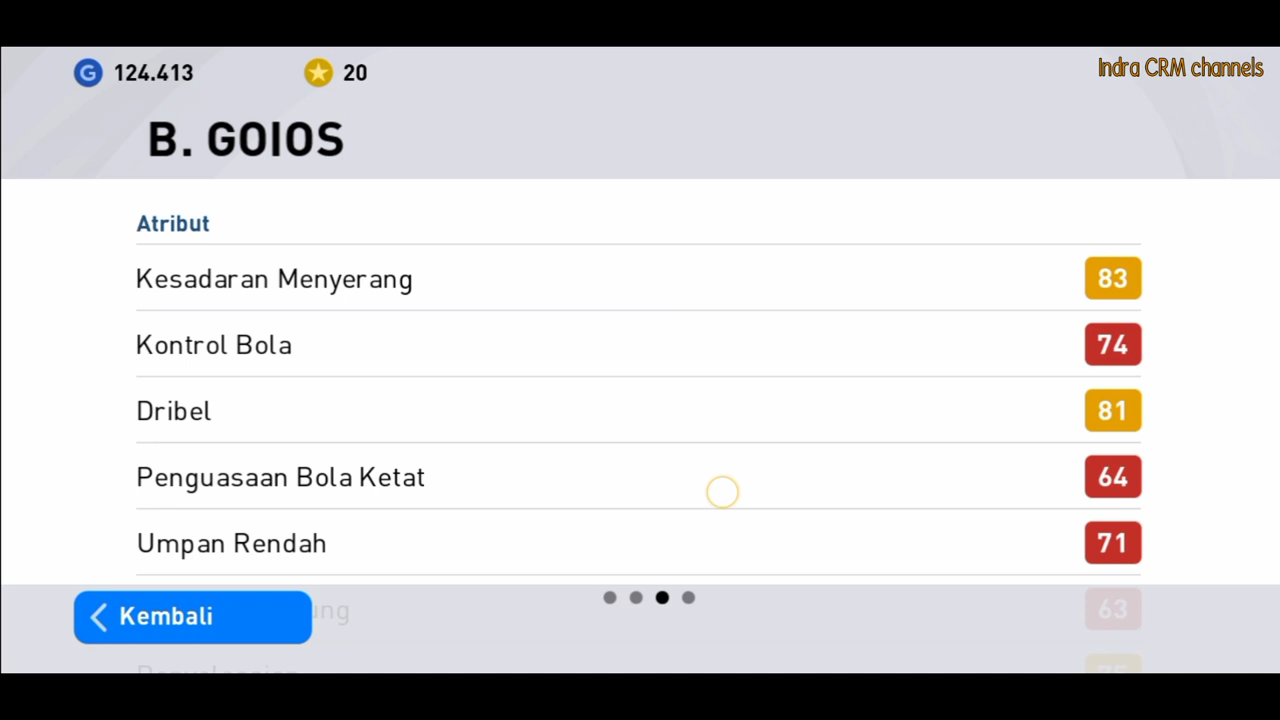 G 124.413 20
Indra CRM channels
B. GOIOS
Atribut
Kesadaran Menyerang 83
Kontrol Bola 74
Dribel 81
Penguasaan Bola Ketat 64
Umpan Rendah 71
63
Kembali